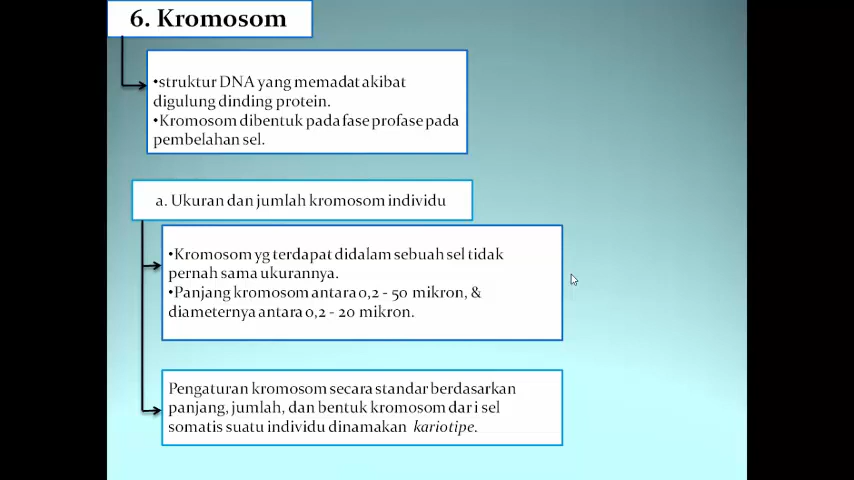 6. Kromosom
•struktur DNA yang memadat akibat
digulung dinding protein.
•Kromosom dibentuk pada fase profase pada
pembelahan sel.
a. Ukuran dan jumlah kromosom individu
•Kromosom yg terdapat didalam sebuah sel tidak
pernah sama ukurannya.
•Panjang kromosom antara 0,2 - 50 mikron, &
diameternya antara 0,2 - 20 mikron.
Pengaturan kromosom secara standar berdasarkan
panjang, jumlah, dan bentuk kromosom dar i sel
somatis suatu individu dinamakan kariotipe.